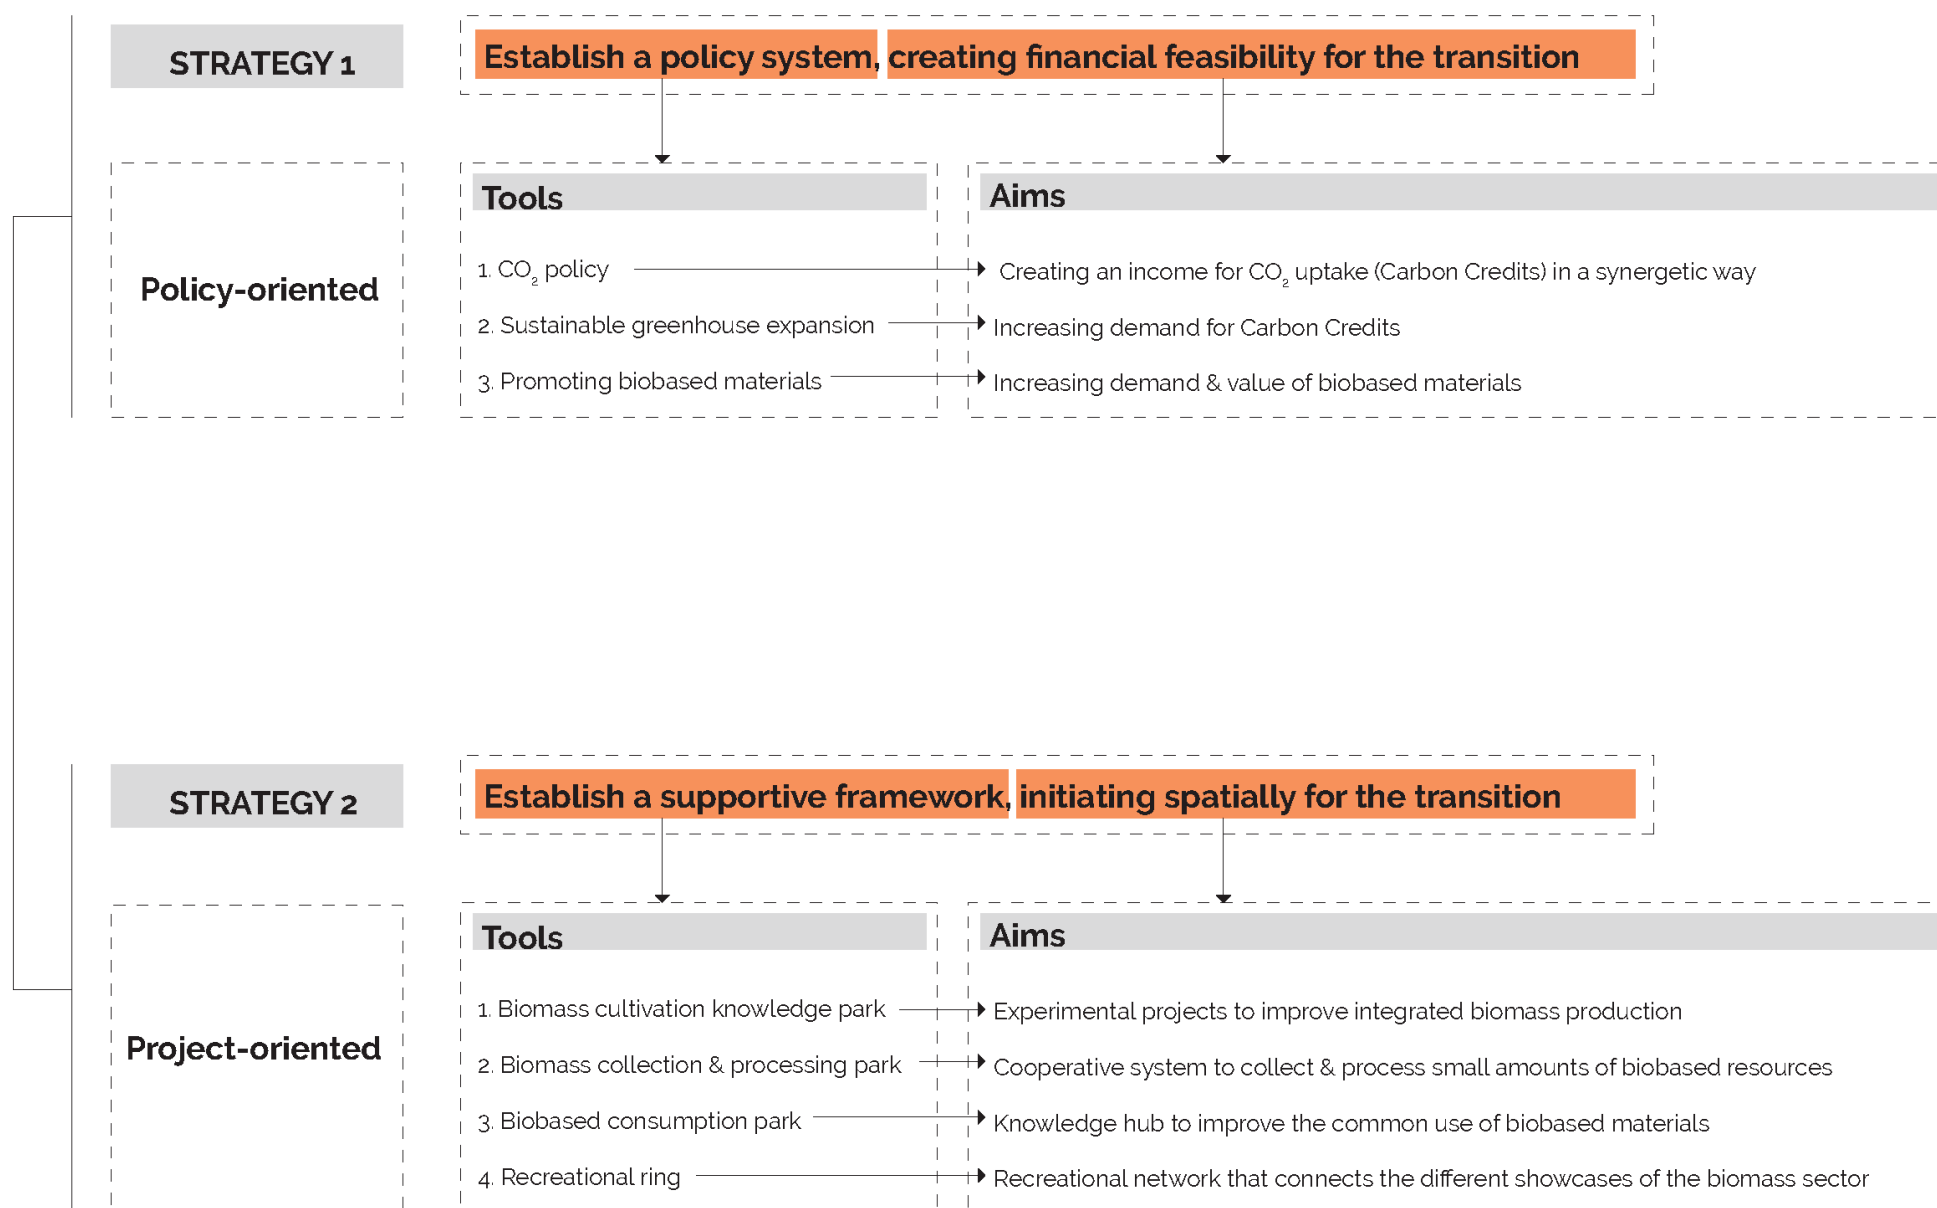 STRATEGY 1
Establish a policy system, creating financial feasibility for the transition
Policy-oriented
Tools
1. CO₂ policy
2. Sustainable greenhouse expansion
3. Promoting biobased materials
Aims
Creating an income for CO₂ uptake (Carbon Credits) in a synergetic way
Increasing demand for Carbon Credits
Increasing demand & value of biobased materials
STRATEGY 2
Establish a supportive framework, initiating spatially for the transition
Project-oriented
Tools
1. Biomass cultivation knowledge park
2. Biomass collection & processing park
3. Biobased consumption park
4. Recreational ring
Aims
Experimental projects to improve integrated biomass production
Cooperative system to collect & process small amounts of biobased resources
Knowledge hub to improve the common use of biobased materials
Recreational network that connects the different showcases of the biomass sector